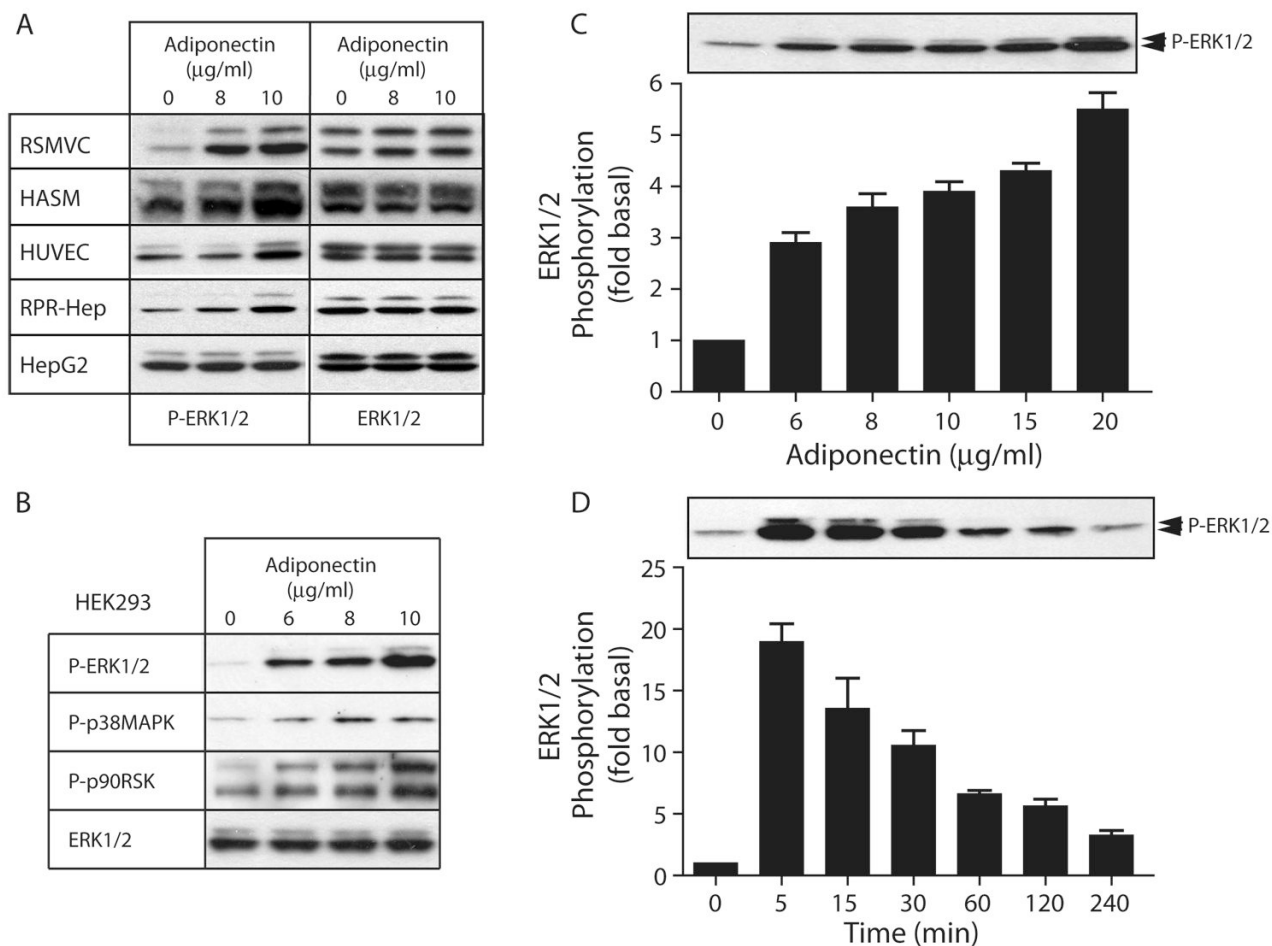 A
Adiponectin
(μg/ml)
0 8 10
Adiponectin
(μg/ml)
0 8 10
RSMVC
HASM
HUVEC
RPR-Hep
HepG2
P-ERK1/2
ERK1/2
B
HEK293
Adiponectin
(μg/ml)
0 6 8 10
P-ERK1/2
P-p38MAPK
P-p90RSK
ERK1/2
C
P-ERK1/2
ERK1/2
Phosphorylation
(fold basal)
6
5
4
3
2
1
0
0 6 8 10 15 20
Adiponectin (μg/ml)
D
P-ERK1/2
ERK1/2
Phosphorylation
(fold basal)
25
20
15
10
5
0
0 5 15 30 60 120 240
Time (min)